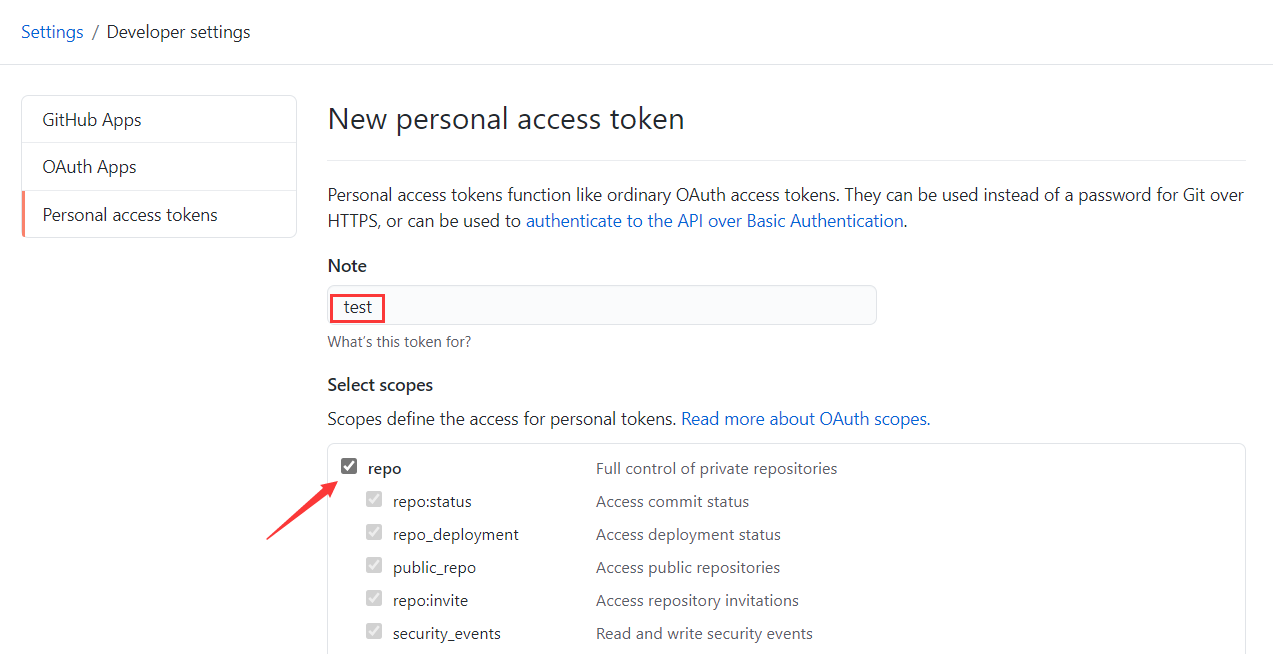 Settings / Developer settings
GitHub Apps
OAuth Apps
Personal access tokens
New personal access token
Personal access tokens function like ordinary OAuth access tokens. They can be used instead of a password for Git over
HTTPS, or can be used to authenticate to the API over Basic Authentication.
Note
test
What's this token for?
Select scopes
Scopes define the access for personal tokens. Read more about OAuth scopes.
repo Full control of private repositories
repo:status Access commit status
repo_deployment Access deployment status
public_repo Access public repositories
repo:invite Access repository invitations
security_events Read and write security events